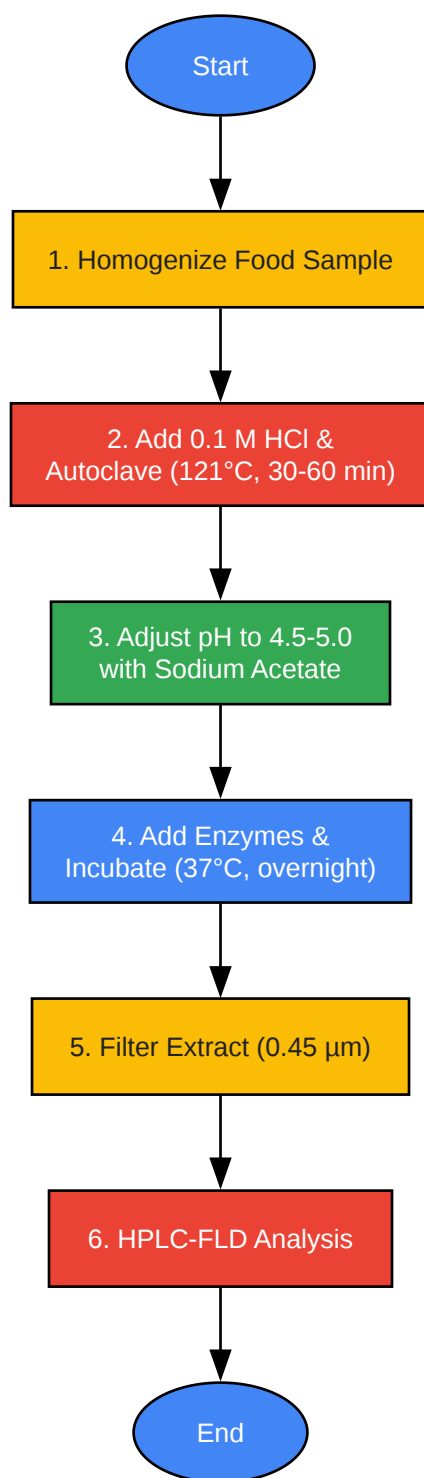 Start
1. Homogenize Food Sample
2. Add 0.1 M HCl &
Autoclave (121°C, 30-60 min)
3. Adjust pH to 4.5-5.0
with Sodium Acetate
4. Add Enzymes &
Incubate (37°C, overnight)
5. Filter Extract (0.45 µm)
6. HPLC-FLD Analysis
End